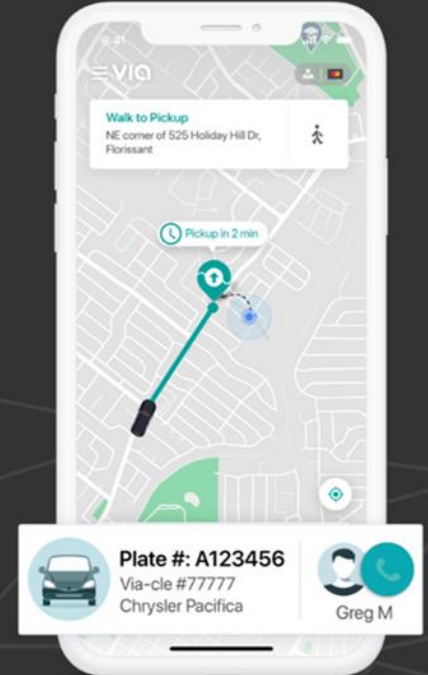 9:41
via
Walk to Pickup
NE corner of 525 Holiday Hill Dr,
Florissant
Pickup in 2 min
Plate #: A123456
Via-cle #77777
Chrysler Pacifica
Greg M